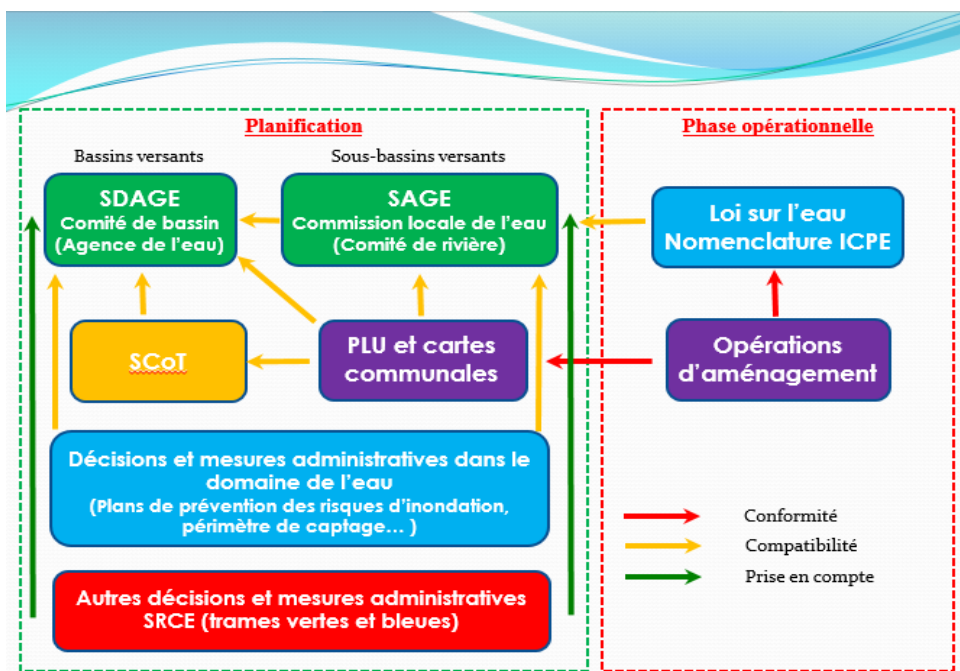 Planification
Bassins versants
Sous-bassins versants
SDAGE
Comité de bassin
(Agence de l'eau)
SAGE
Commission locale de l'eau
(Comité de rivière)
SCoT
PLU et cartes
communales
Décisions et mesures administratives dans le
domaine de l'eau
(Plans de prévention des risques d'inondation,
périmètre de captage... )
Autres décisions et mesures administratives
SRCE (trames vertes et bleues)
Phase opérationnelle
Loi sur l'eau
Nomenclature ICPE
Opérations
d'aménagement
Conformité
Compatibilité
Prise en compte